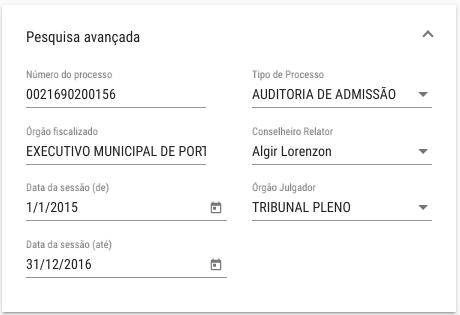 Pesquisa avançada
Número do processo
0021690200156
Tipo de Processo
AUDITORIA DE ADMISSÃO
Órgão fiscalizado
EXECUTIVO MUNICIPAL DE PORT
Conselheiro Relator
Algir Lorenzon
Data da sessão (de)
1/1/2015
Órgão Julgador
TRIBUNAL PLENO
Data da sessão (até)
31/12/2016